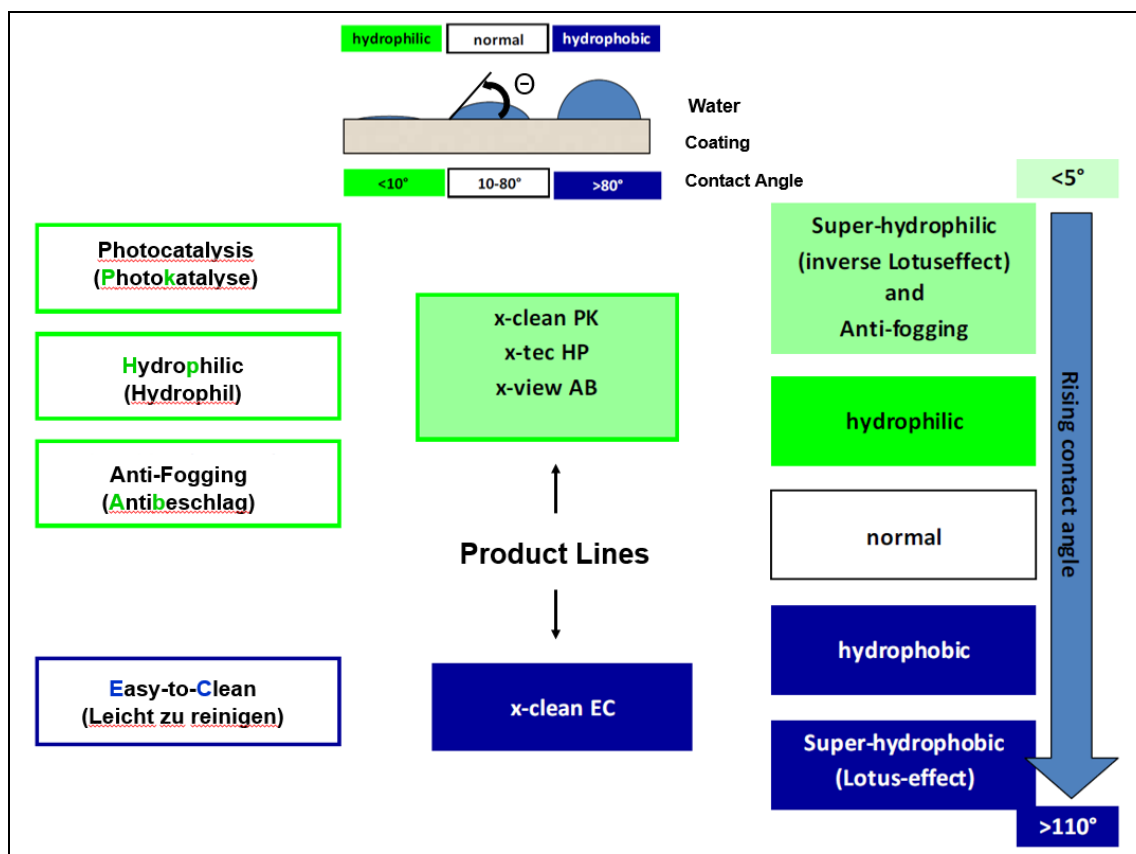 hydrophilic normal hydrophobic
Θ
Water
Coating
<10° 10-80° >80° Contact Angle
<5°
Photocatalysis
(Photokatalyse)
Hydrophilic
(Hydrophil)
Anti-Fogging
(Antibeschlag)
Easy-to-Clean
(Leicht zu reinigen)
x-clean PK
x-tec HP
x-view AB
Product Lines
x-clean EC
Super-hydrophilic
(inverse Lotuseffect)
and
Anti-fogging
hydrophilic
normal
hydrophobic
Super-hydrophobic
(Lotus-effect)
Rising contact angle
>110°